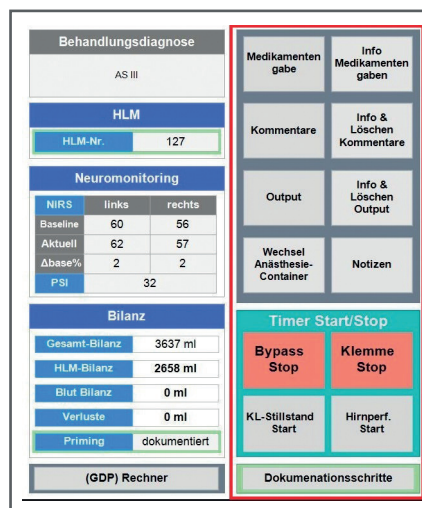 Behandlungsdiagnose
AS III
HLM
HLM-Nr. 127
Neuromonitoring
NIRS links rechts
Baseline 60 56
Aktuell 62 57
Δbase% 2 2
PSI 32
Bilanz
Gesamt-Bilanz 3637 ml
HLM-Bilanz 2658 ml
Blut Bilanz 0 ml
Verluste 0 ml
Priming dokumentiert
(GDP) Rechner
Medikamenten
gabe
Info
Medikamenten
gaben
Kommentare
Info &
Löschen
Kommentare
Output
Info &
Löschen
Output
Wechsel
Anästhesie-
Container
Notizen
Timer Start/Stop
Bypass
Stop
Klemme
Stop
KL-Stillstand
Start
Hirnperf.
Start
Dokumenationsschritte